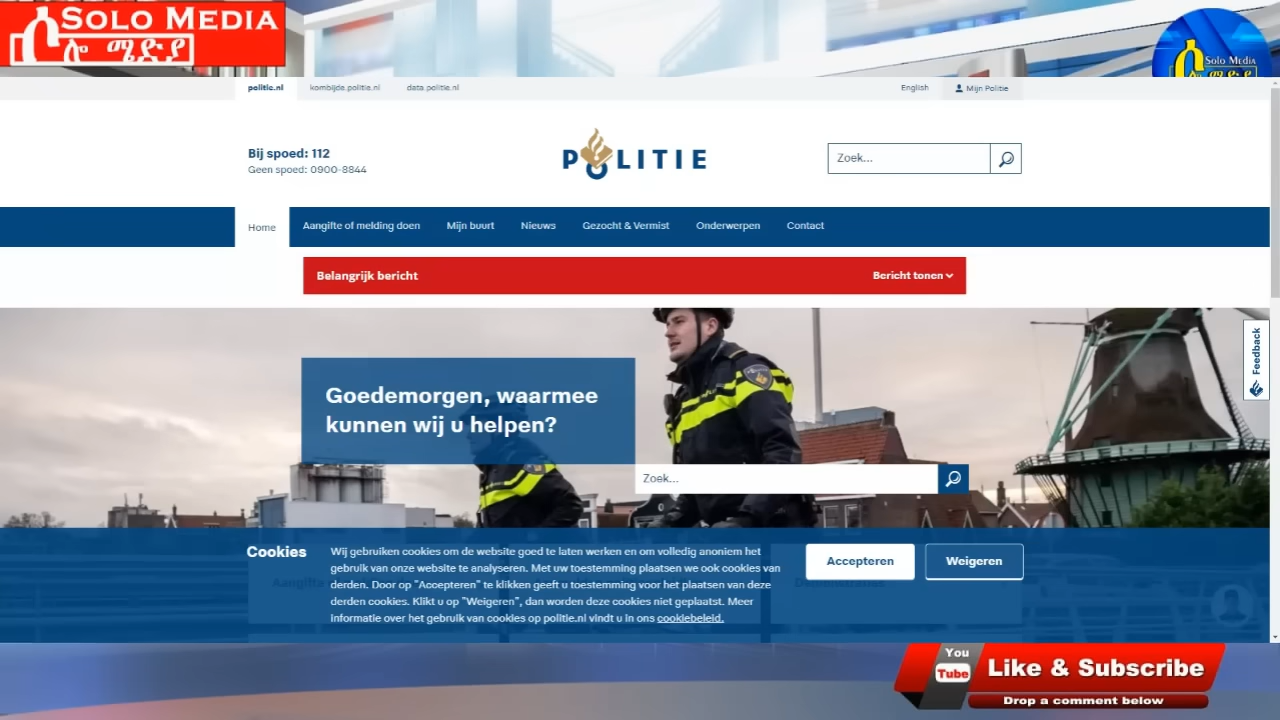 SOLO MEDIA
ሶሎ ሚድያ
Solo Media
politie.nl
kombijde.politie.nl
data.politie.nl
English
Mijn Politie
Bij spoed: 112
Geen spoed: 0900-8844
POLITIE
Zoek...
Home
Aangifte of melding doen
Mijn buurt
Nieuws
Gezocht & Vermist
Onderwerpen
Contact
Belangrijk bericht
Bericht tonen
Feedback
Goedemorgen, waarmee
kunnen wij u helpen?
Zoek...
Cookies
Wij gebruiken cookies om de website goed te laten werken en om volledig anoniem het
gebruik van onze website te analyseren. Met uw toestemming plaatsen we ook cookies van
derden. Door op "Accepteren" te klikken geeft u toestemming voor het plaatsen van deze
derden cookies. Klikt u op "Weigeren", dan worden deze cookies niet geplaatst. Meer
informatie over het gebruik van cookies op politie.nl vindt u in ons cookiebeleid.
Accepteren
Weigeren
You
Tube
Like & Subscribe
Drop a comment below